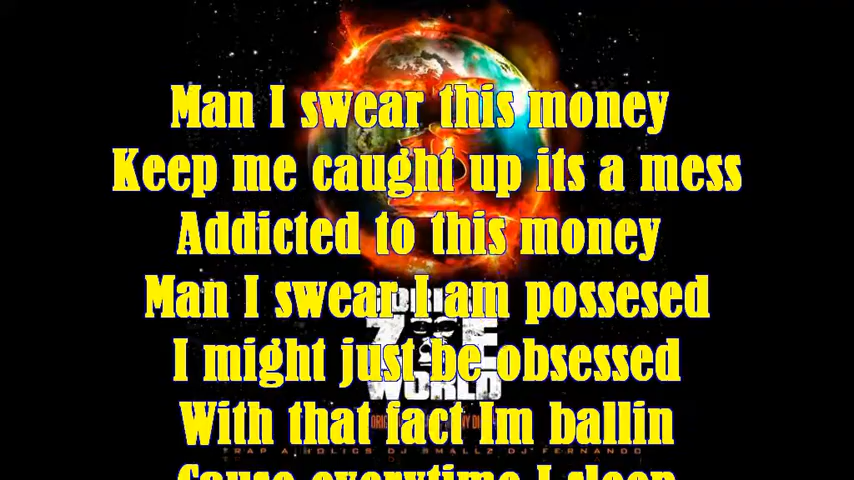 Man I swear this money
Keep me caught up its a mess
Addicted to this money
Man I swear I am possesed
I might just be obsessed
ZOE
WORLD
With that fact Im ballin
TRAP A HOLICS DJ SMALLZ DJ FERNANDO
Cause everytime I sleep